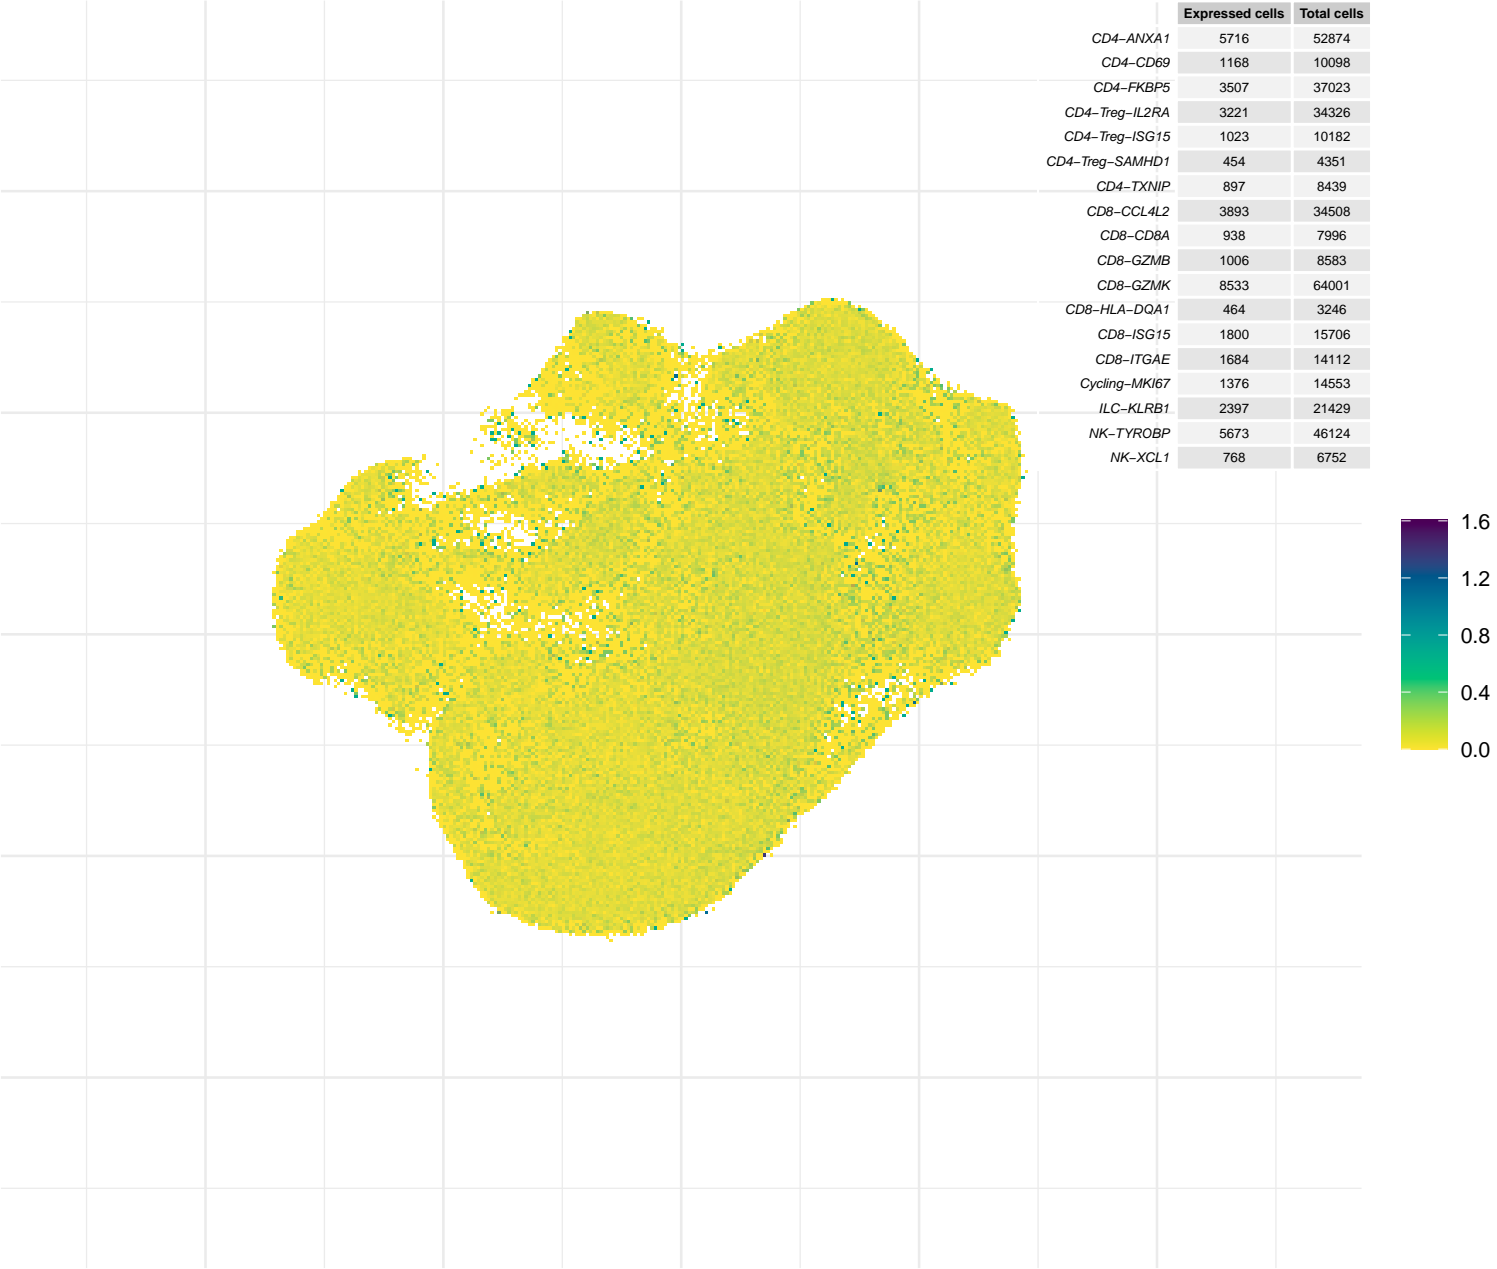 Expressed cells Total cells
CD4−ANXA1 5716 52874
CD4−CD69 1168 10098
CD4−FKBP5 3507 37023
CD4−Treg−IL2RA 3221 34326
CD4−Treg−ISG15 1023 10182
CD4−Treg−SAMHD1 454 4351
CD4−TXNIP 897 8439
CD8−CCL4L2 3893 34508
CD8−CD8A 938 7996
CD8−GZMB 1006 8583
CD8−GZMK 8533 64001
CD8−HLA−DQA1 464 3246
CD8−ISG15 1800 15706
CD8−ITGAE 1684 14112
Cycling−MKI67 1376 14553
ILC−KLRB1 2397 21429
NK−TYROBP 5673 46124
NK−XCL1 768 6752
1.6
1.2
0.8
0.4
0.0